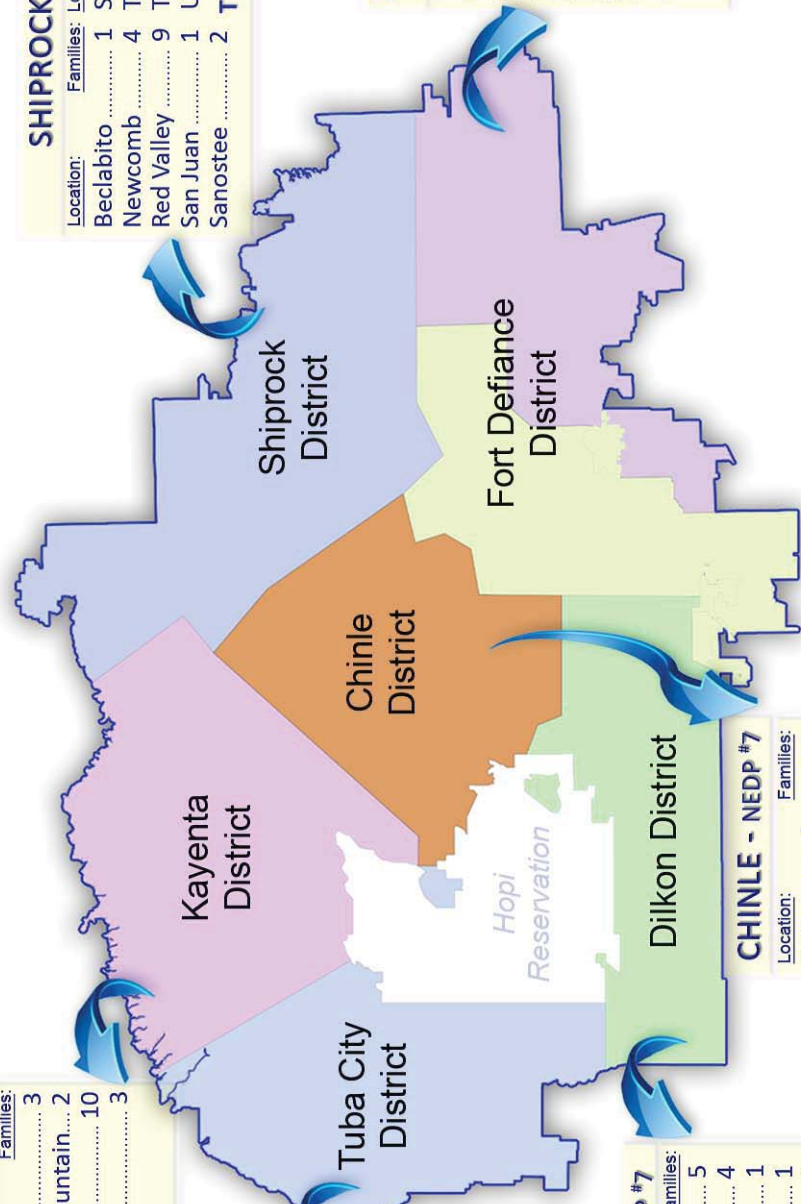 SHIPROCK
Location: Families:
Beclabito 1
Newcomb 4
Red Valley 9
San Juan 1
Sanostee 2
Shiprock
District
Fort Defiance
District
Chinle
District
Kayenta
District
Hopi
Reservation
Dilkon District
Tuba City
District
CHINLE - NEDP #7
Location: Families:
Families:
3
2
10
3
#7
5
4
1
1